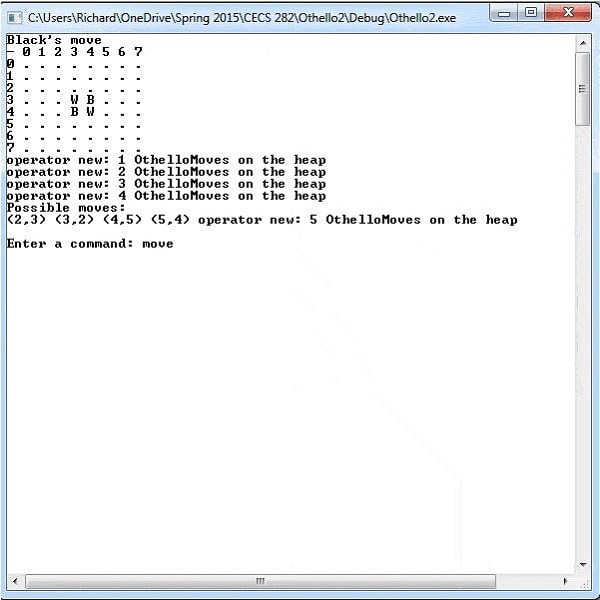 C:\Users\Richard\OneDrive\Spring 2015\CECS 282\Othello2\Debug\Othello2.exe
Black's move
- 0 1 2 3 4 5 6 7
0 . . . . . . . .
1 . . . . . . . .
2 . . . . . . . .
3 . . . W B . . .
4 . . . B W . . .
5 . . . . . . . .
6 . . . . . . . .
7 . . . . . . . .
operator new: 1 OthelloMoves on the heap
operator new: 2 OthelloMoves on the heap
operator new: 3 OthelloMoves on the heap
operator new: 4 OthelloMoves on the heap
Possible moves:
(2,3) (3,2) (4,5) (5,4) operator new: 5 OthelloMoves on the heap
Enter a command: move